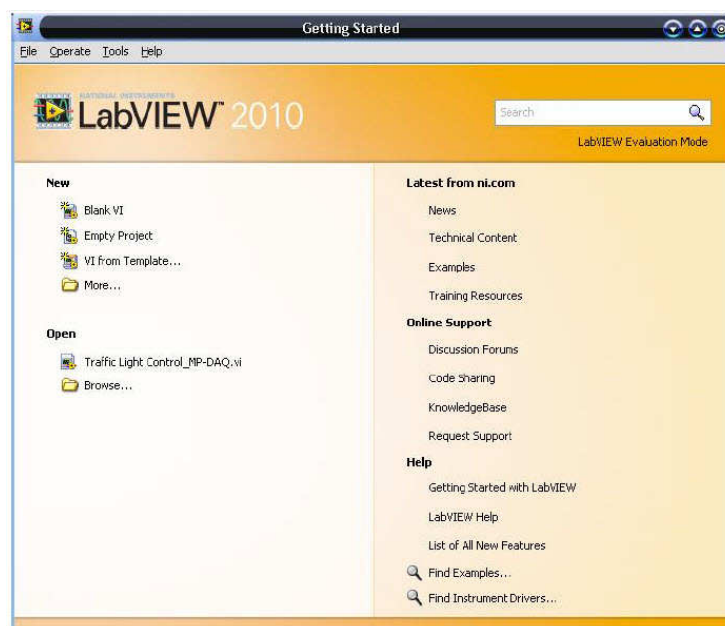 Getting Started
File Operate Tools Help
NATIONAL INSTRUMENTS
LabVIEW™ 2010
Search
LabVIEW Evaluation Mode
New
Blank VI
Empty Project
VI from Template...
More...
Open
Traffic Light Control_MP-DAQ.vi
Browse...
Latest from ni.com
News
Technical Content
Examples
Training Resources
Online Support
Discussion Forums
Code Sharing
KnowledgeBase
Request Support
Help
Getting Started with LabVIEW
LabVIEW Help
List of All New Features
Find Examples...
Find Instrument Drivers...